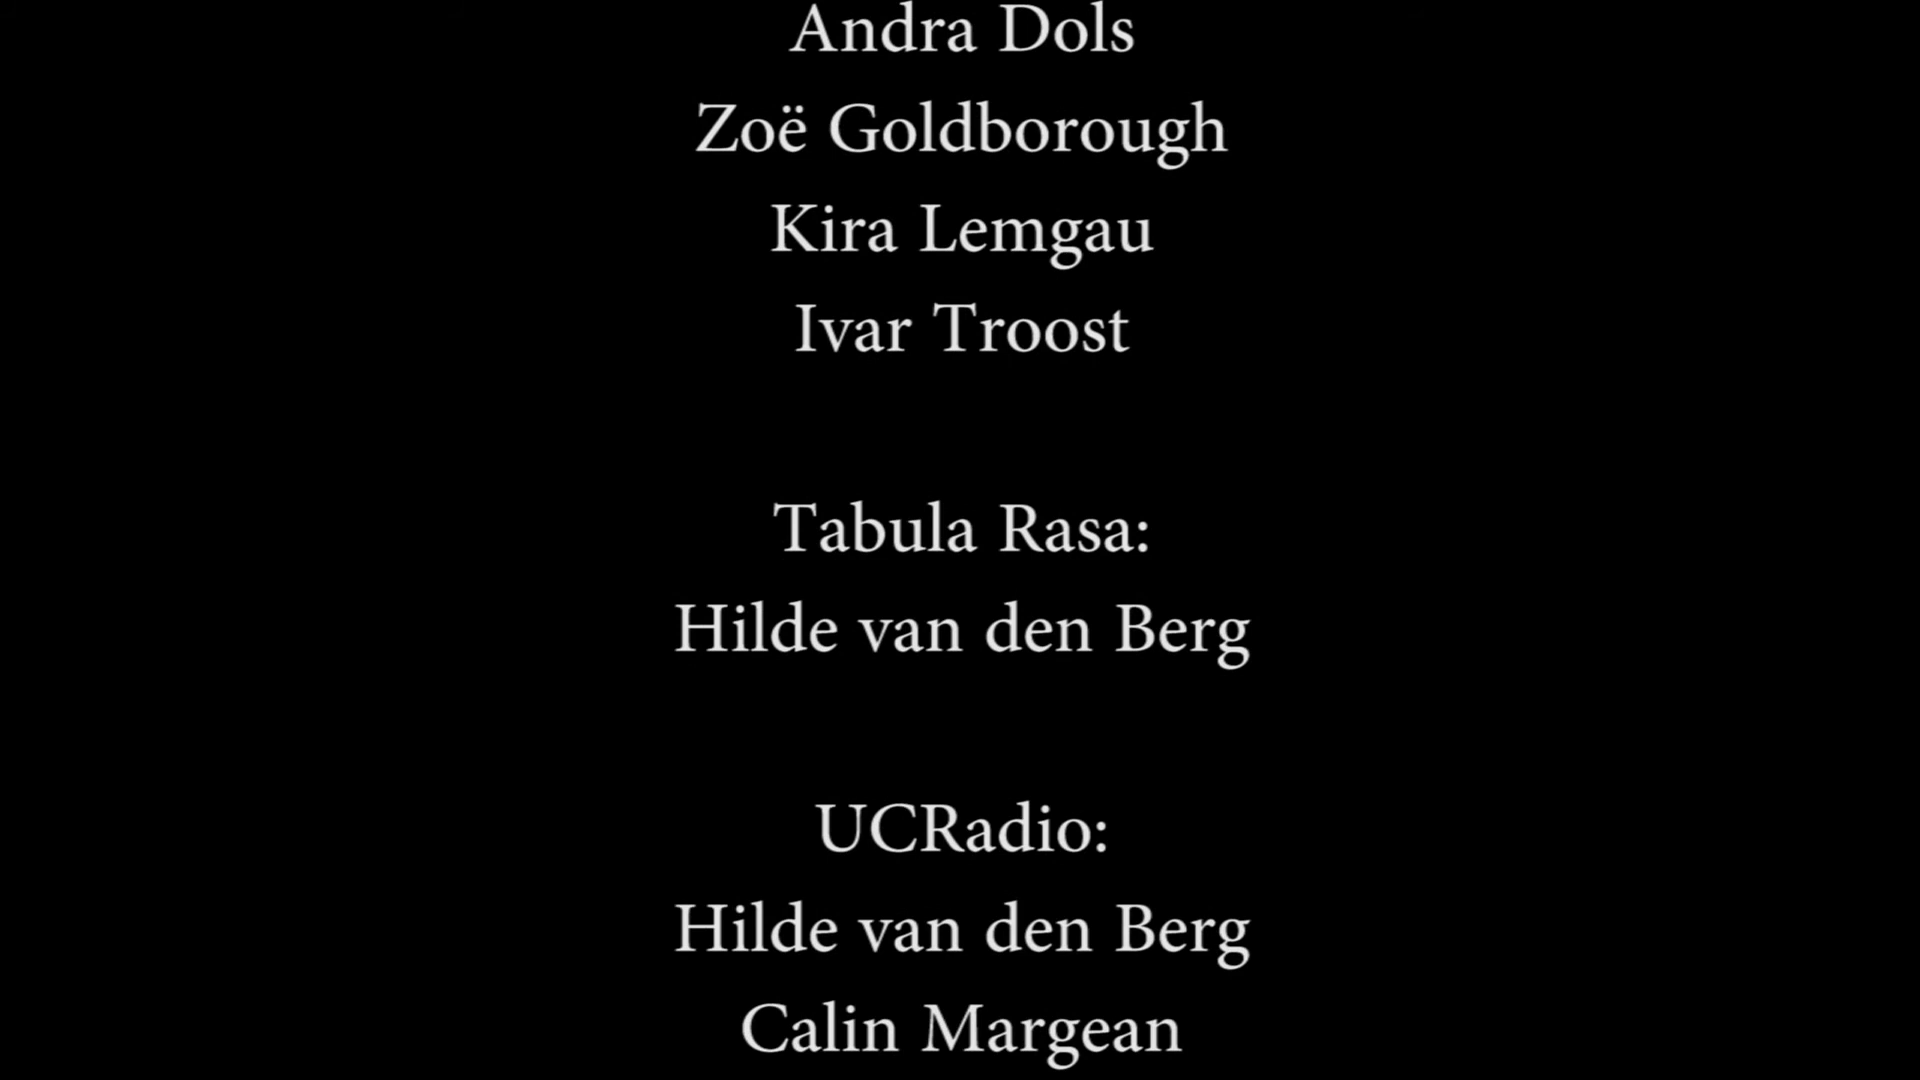 Andra Dols
Zoë Goldborough
Kira Lemgau
Ivar Troost
Tabula Rasa:
Hilde van den Berg
UCRadio:
Hilde van den Berg
Calin Margean